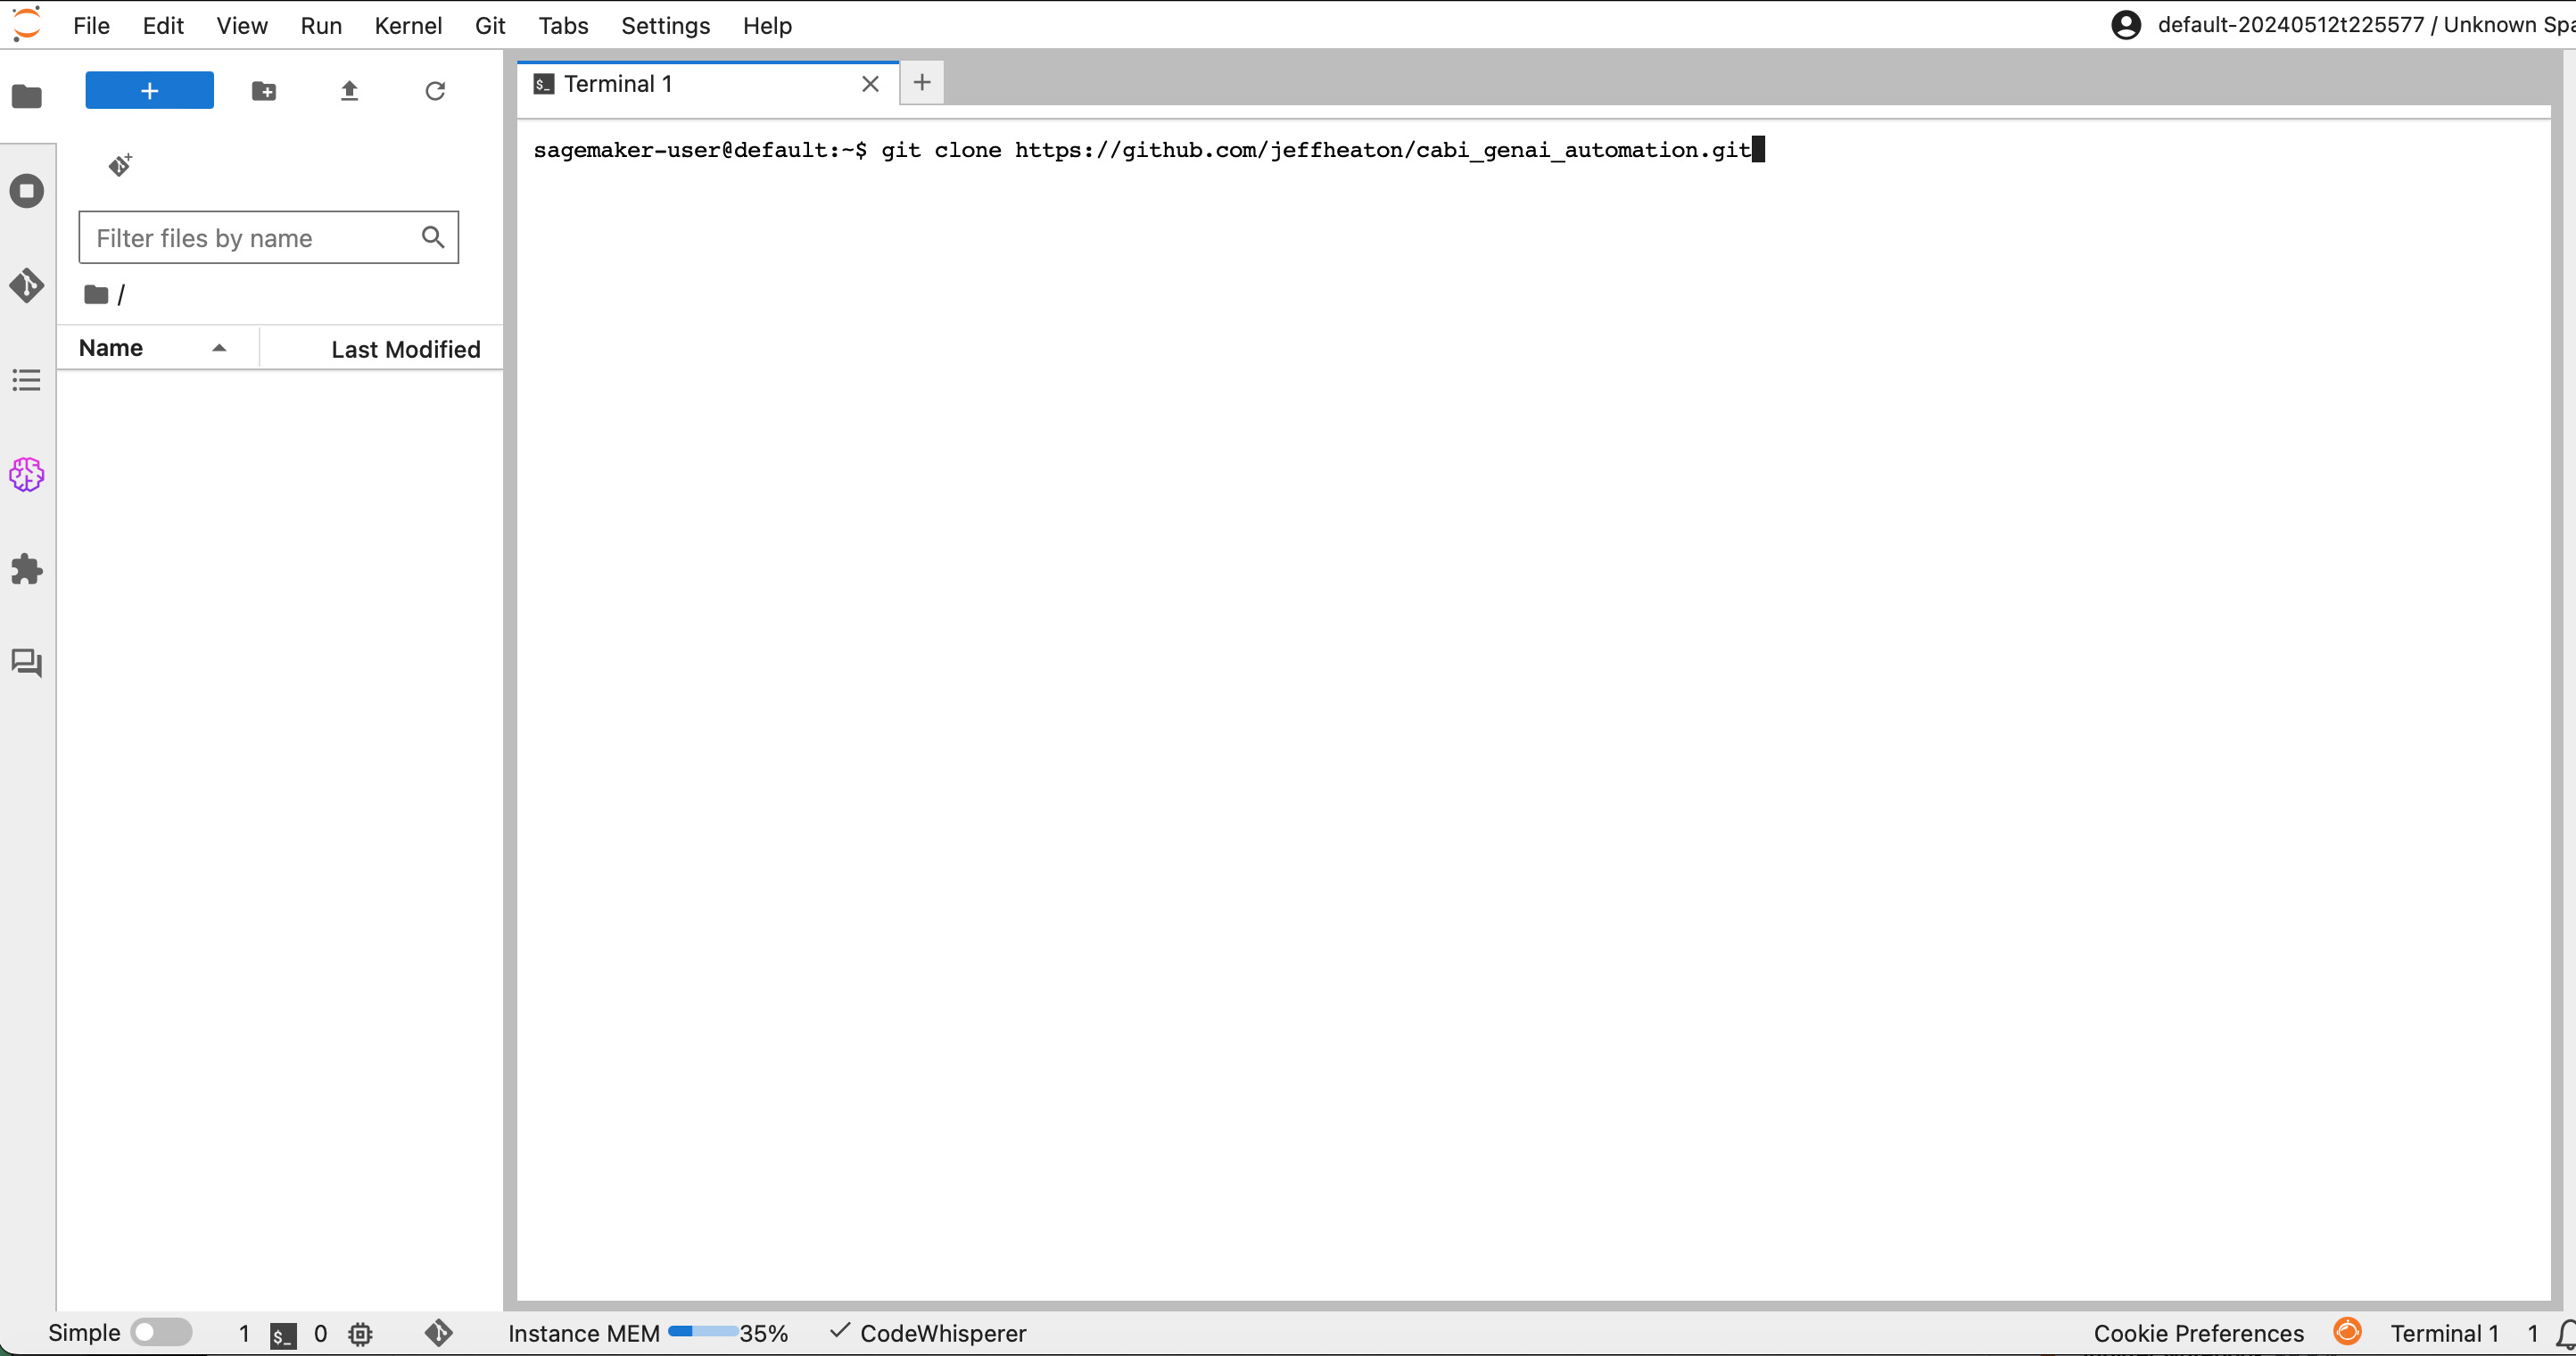 File Edit View Run Kernel Git Tabs Settings Help
default-20240512t225577 / Unknown Spa
+
Terminal 1
+
sagemaker-user@default:~$ git clone https://github.com/jeffheaton/cabi_genai_automation.git
Filter files by name
/
Name Last Modified
Simple 1 $_ 0 Instance MEM 35% CodeWhisperer Cookie Preferences Terminal 1 1